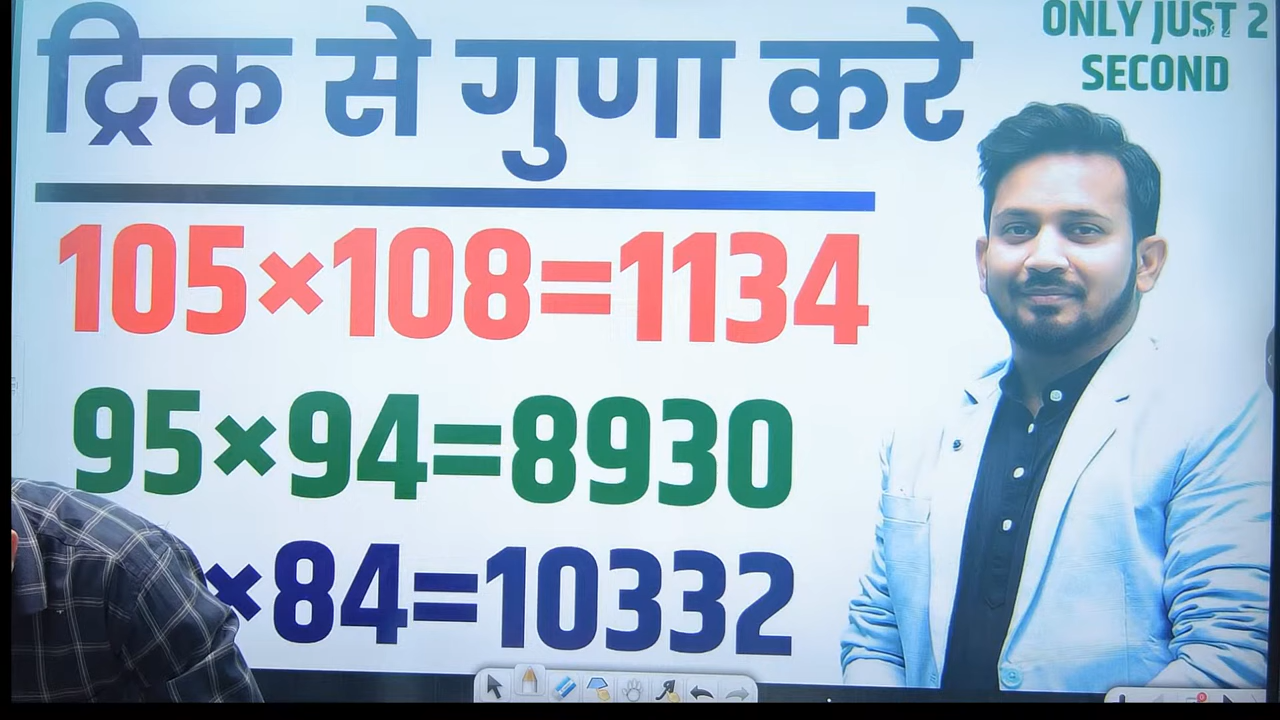 ट्रिक से गुणा करे
ONLY JUST 2
SECOND
105×108=1134
95×94=8930
×84=10332